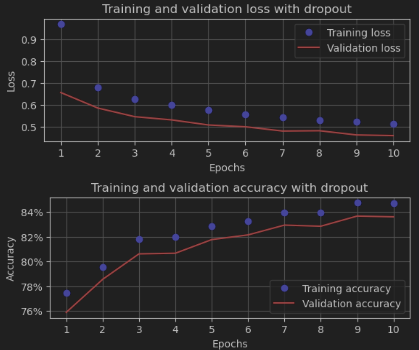 Training and validation loss with dropout
Training loss
Validation loss
Loss
0.9
0.8
0.7
0.6
0.5
1 2 3 4 5 6 7 8 9 10
Epochs
Training and validation accuracy with dropout
84%
82%
80%
78%
76%
Accuracy
Training accuracy
Validation accuracy
1 2 3 4 5 6 7 8 9 10
Epochs